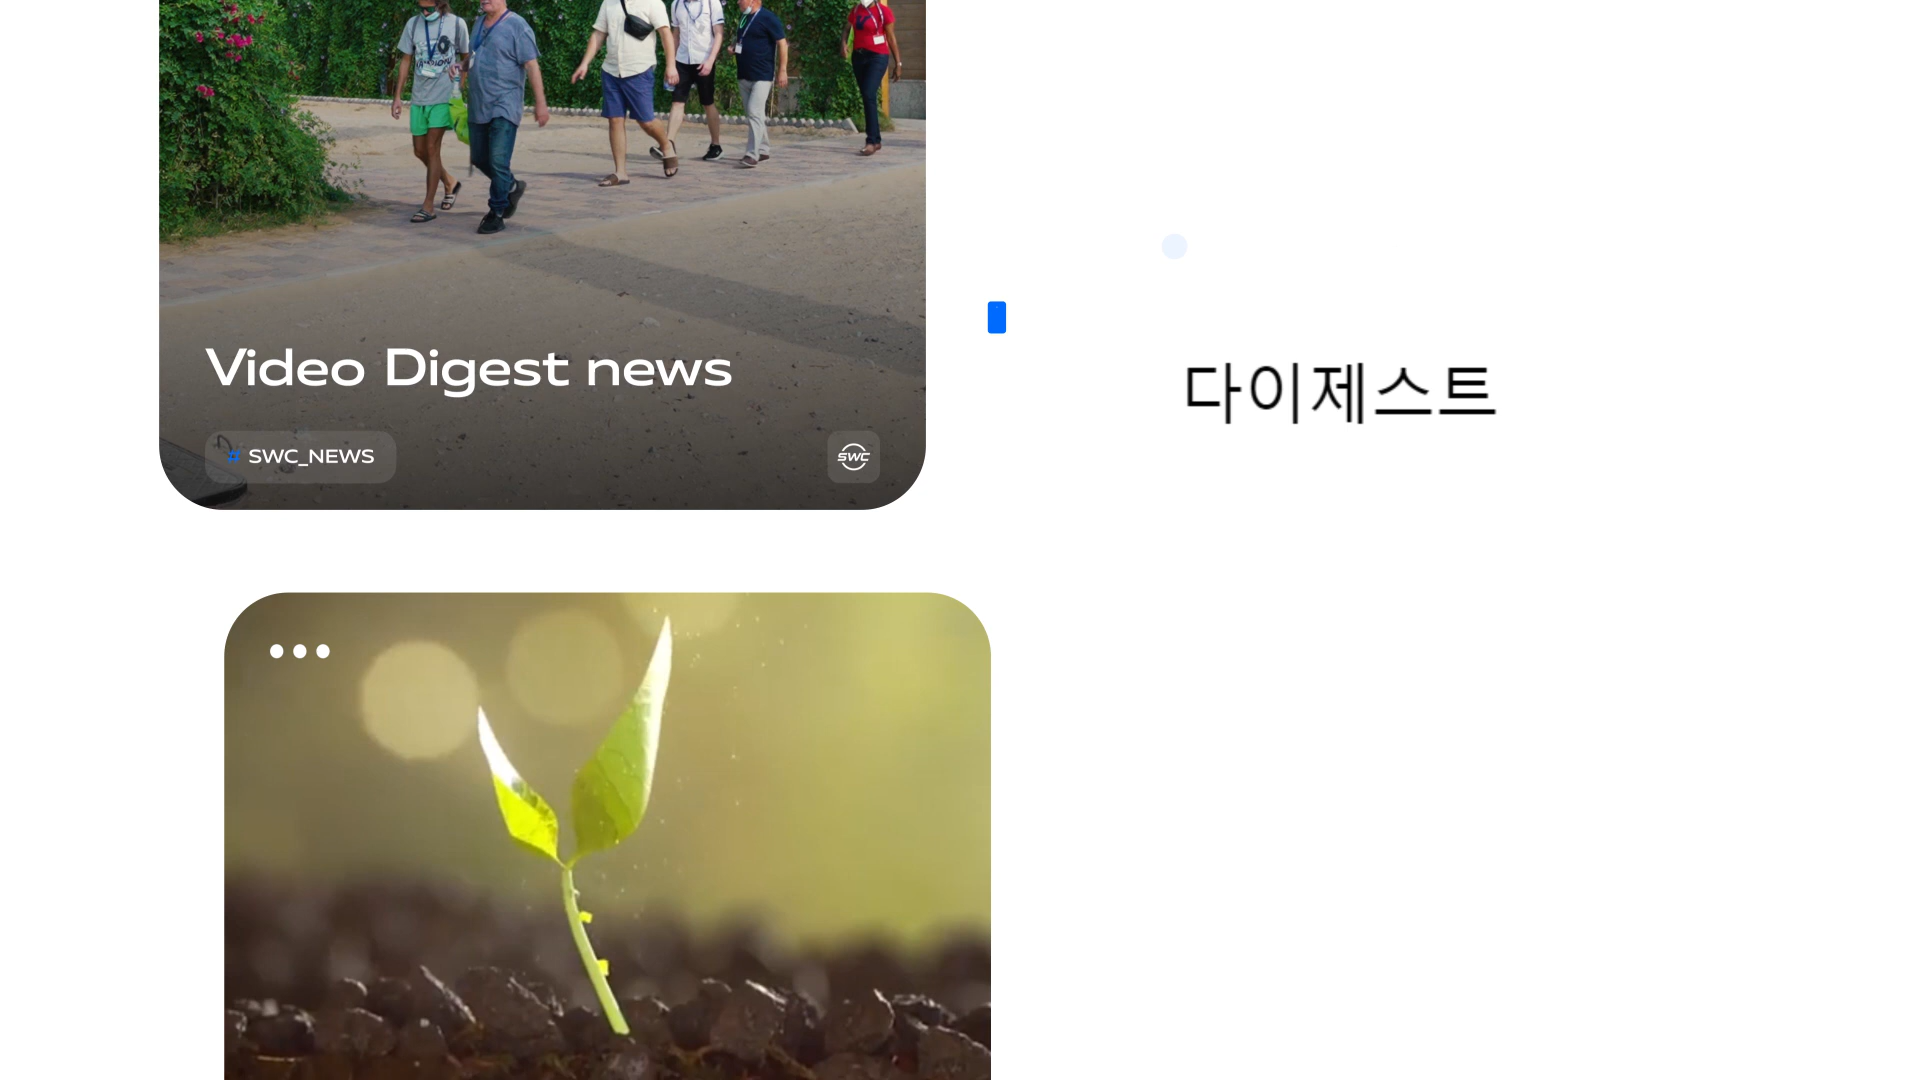 Video Digest news
# SWC_NEWS
SWC
다이제스트